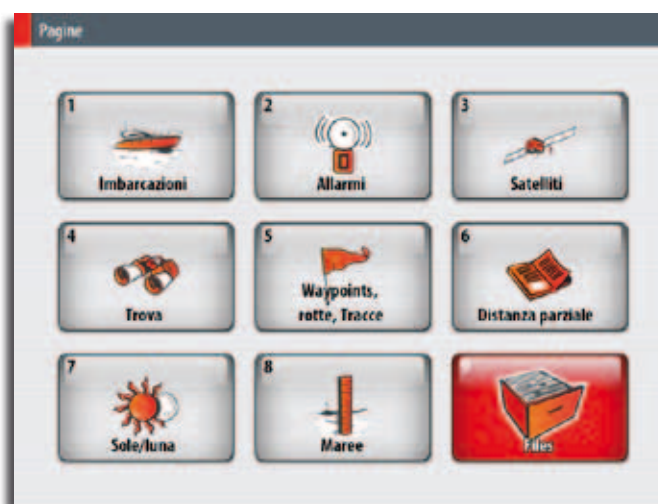 Pagine
1
Imbarcazioni
2
Allarmi
3
Satelliti
4
Trova
5
Waypoints,
rotte, Tracce
6
Distanza parziale
7
Sole/luna
8
Maree
Files